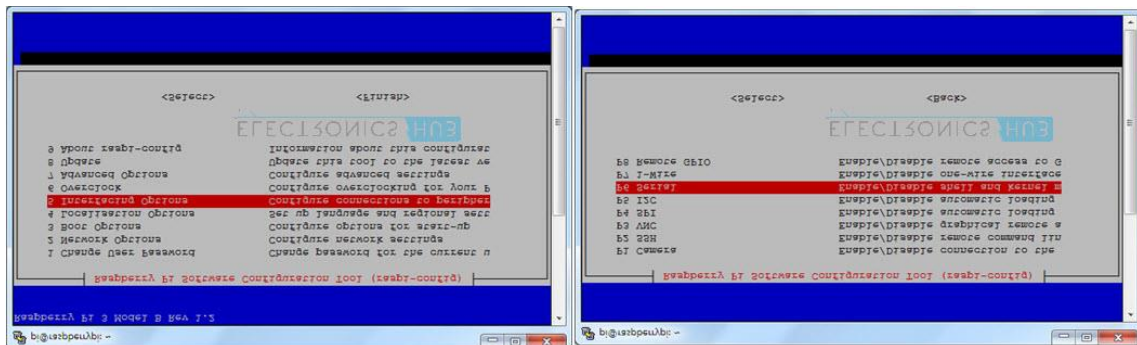 pi@raspberrypi: ~
Raspberry Pi 3 Model B Rev 1.2
Raspberry Pi Software Configuration Tool (raspi-config)
1 Change User Password Change password for the current u
2 Network Options Configure network settings
3 Boot Options Configure options for start-up
4 Localisation Options Set up language and regional sett
5 Interfacing Options Configure connections to peripher
6 Overclock Configure overclocking for your P
7 Advanced Options Configure advanced settings
8 Update Update this tool to the latest ve
9 About raspi-config Information about this configurat
ELECTRONICS HUB
<Select> <Finish>
pi@raspberrypi: ~
Raspberry Pi Software Configuration Tool (raspi-config)
P1 Camera Enable/Disable connection to the
P2 SSH Enable/Disable remote command lin
P3 VNC Enable/Disable graphical remote a
P4 SPI Enable/Disable automatic loading
P5 I2C Enable/Disable automatic loading
P6 Serial Enable/Disable shell and kernel m
P7 1-Wire Enable/Disable one-wire interface
P8 Remote GPIO Enable/Disable remote access to G
ELECTRONICS HUB
<Select> <Back>